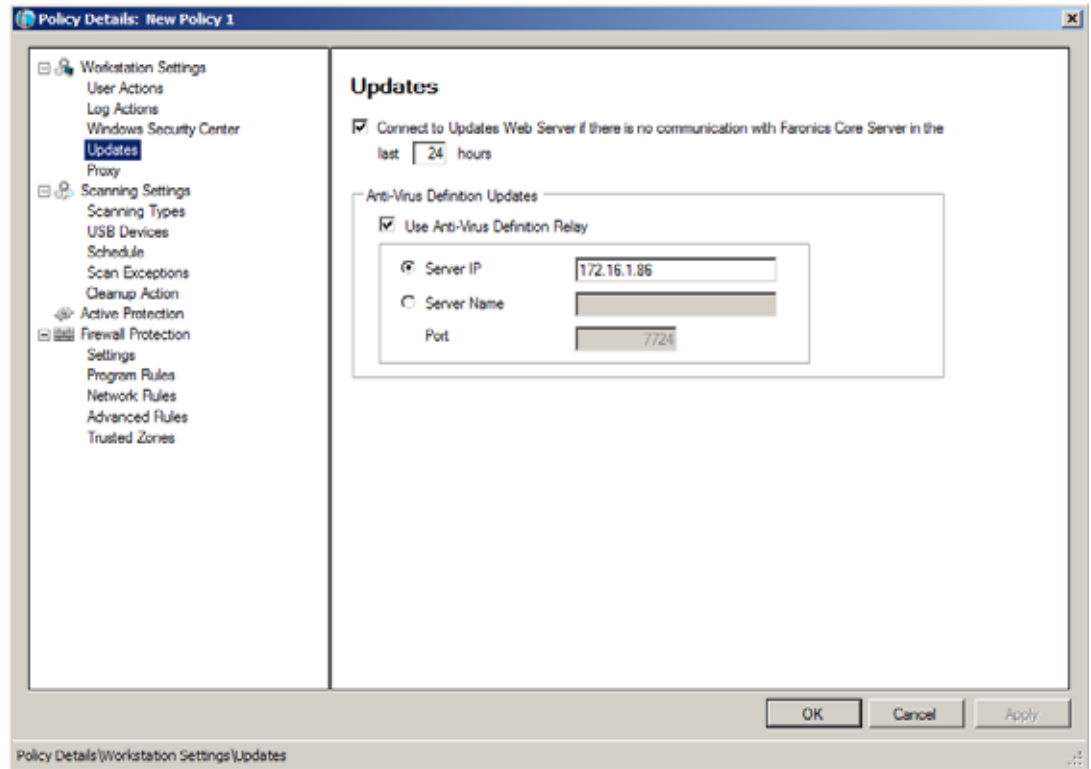 Policy Details: New Policy 1
Workstation Settings
User Actions
Log Actions
Windows Security Center
Updates
Proxy
Scanning Settings
Scanning Types
USB Devices
Schedule
Scan Exceptions
Cleanup Action
Active Protection
Firewall Protection
Settings
Program Rules
Network Rules
Advanced Rules
Trusted Zones
Updates
Connect to Updates Web Server if there is no communication with Faronics Core Server in the
last 24 hours
Anti-Virus Definition Updates
Use Anti-Virus Definition Relay
Server IP 172.16.1.86
Server Name
Port 7724
OK Cancel Apply
Policy Details\Workstation Settings\Updates